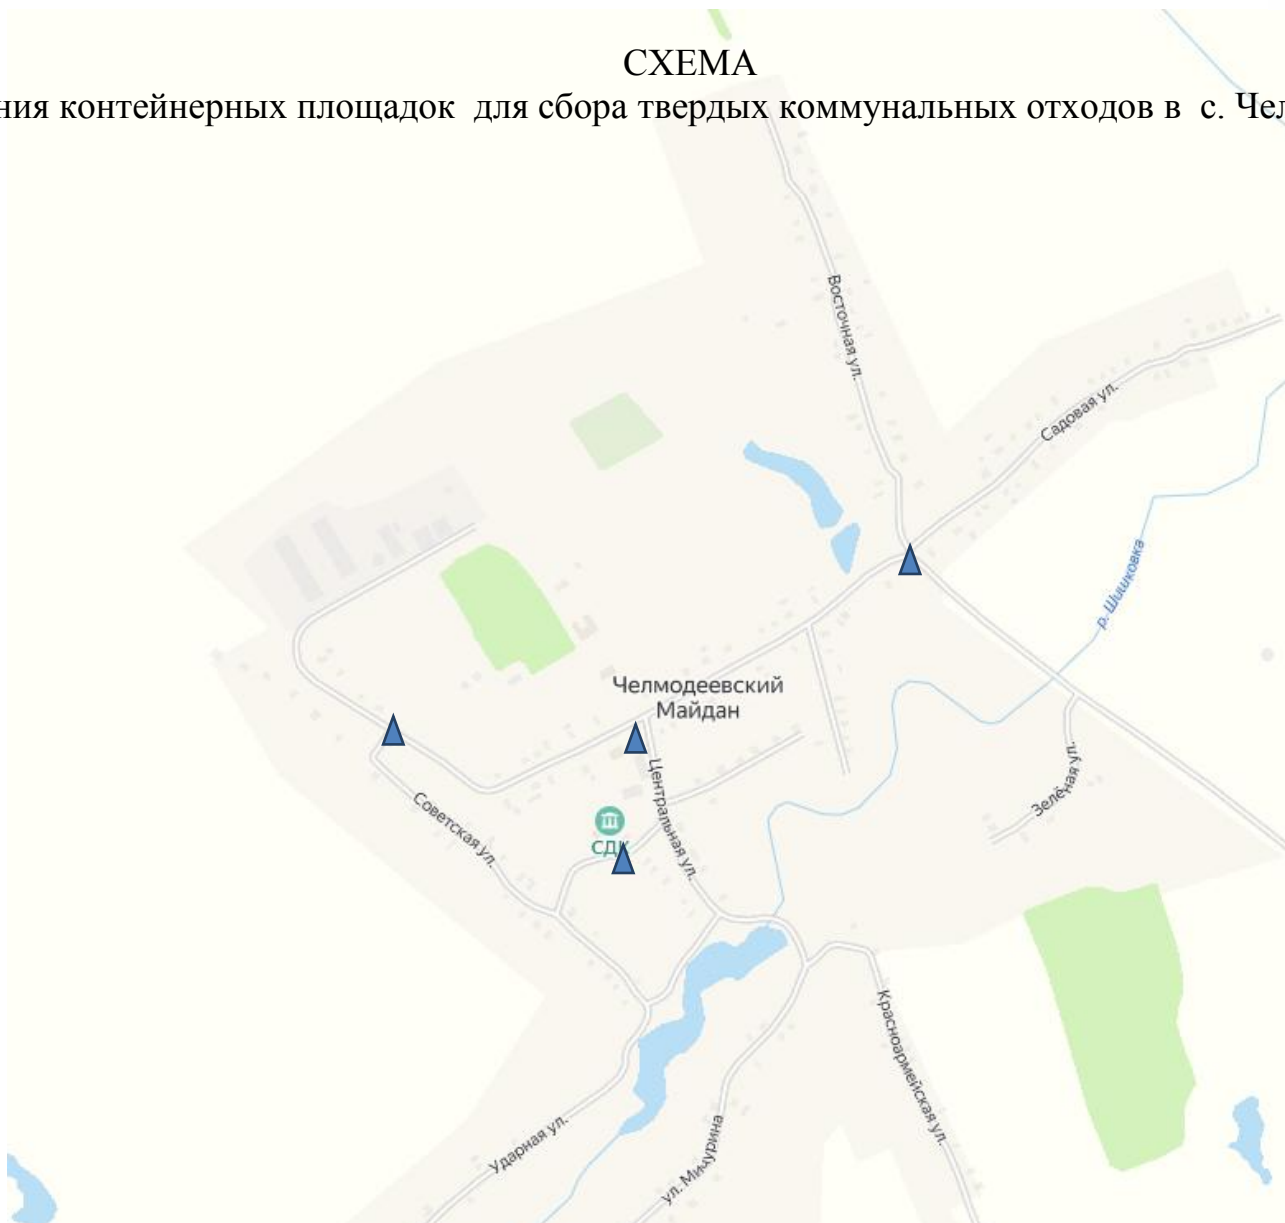 СХЕМА
ния контейнерных площадок для сбора твердых коммунальных отходов в с. Чел
Восточная ул.
Садовая ул.
р. Шишковка
Челмодеевский
Майдан
Центральная ул.
Советская ул.
СДК
Зелёная ул.
Красноармейская ул.
Ударная ул.
ул. Мичурина